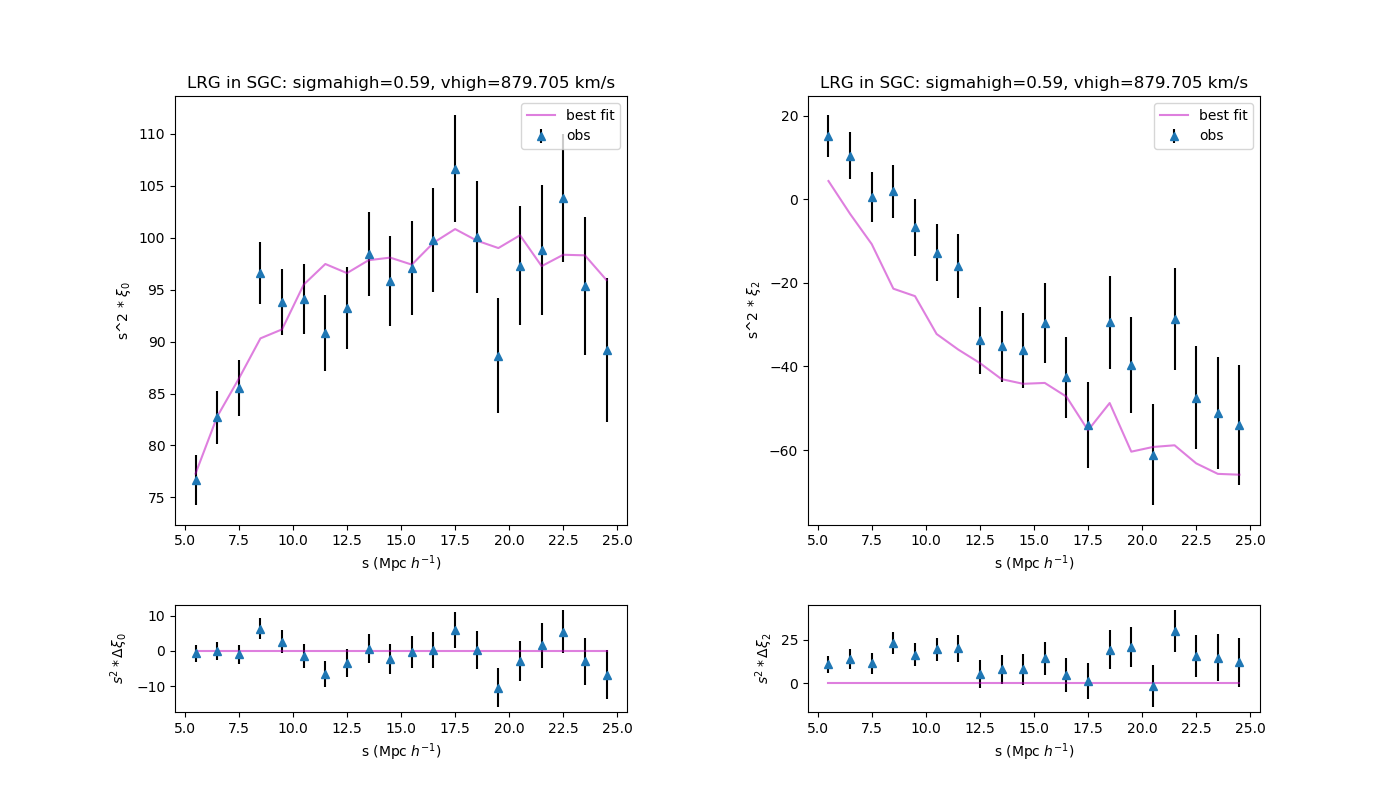 LRG in SGC: sigmahigh=0.59, vhigh=879.705 km/s
best fit
obs
110
105
100
95
90
85
80
75
s^2 * ξ0
5.0 7.5 10.0 12.5 15.0 17.5 20.0 22.5 25.0
s (Mpc h−1)
10
0
−10
s2 * Δξ0
5.0 7.5 10.0 12.5 15.0 17.5 20.0 22.5 25.0
s (Mpc h−1)
LRG in SGC: sigmahigh=0.59, vhigh=879.705 km/s
best fit
obs
20
0
−20
−40
−60
s^2 * ξ2
5.0 7.5 10.0 12.5 15.0 17.5 20.0 22.5 25.0
s (Mpc h−1)
25
0
s2 * Δξ2
5.0 7.5 10.0 12.5 15.0 17.5 20.0 22.5 25.0
s (Mpc h−1)